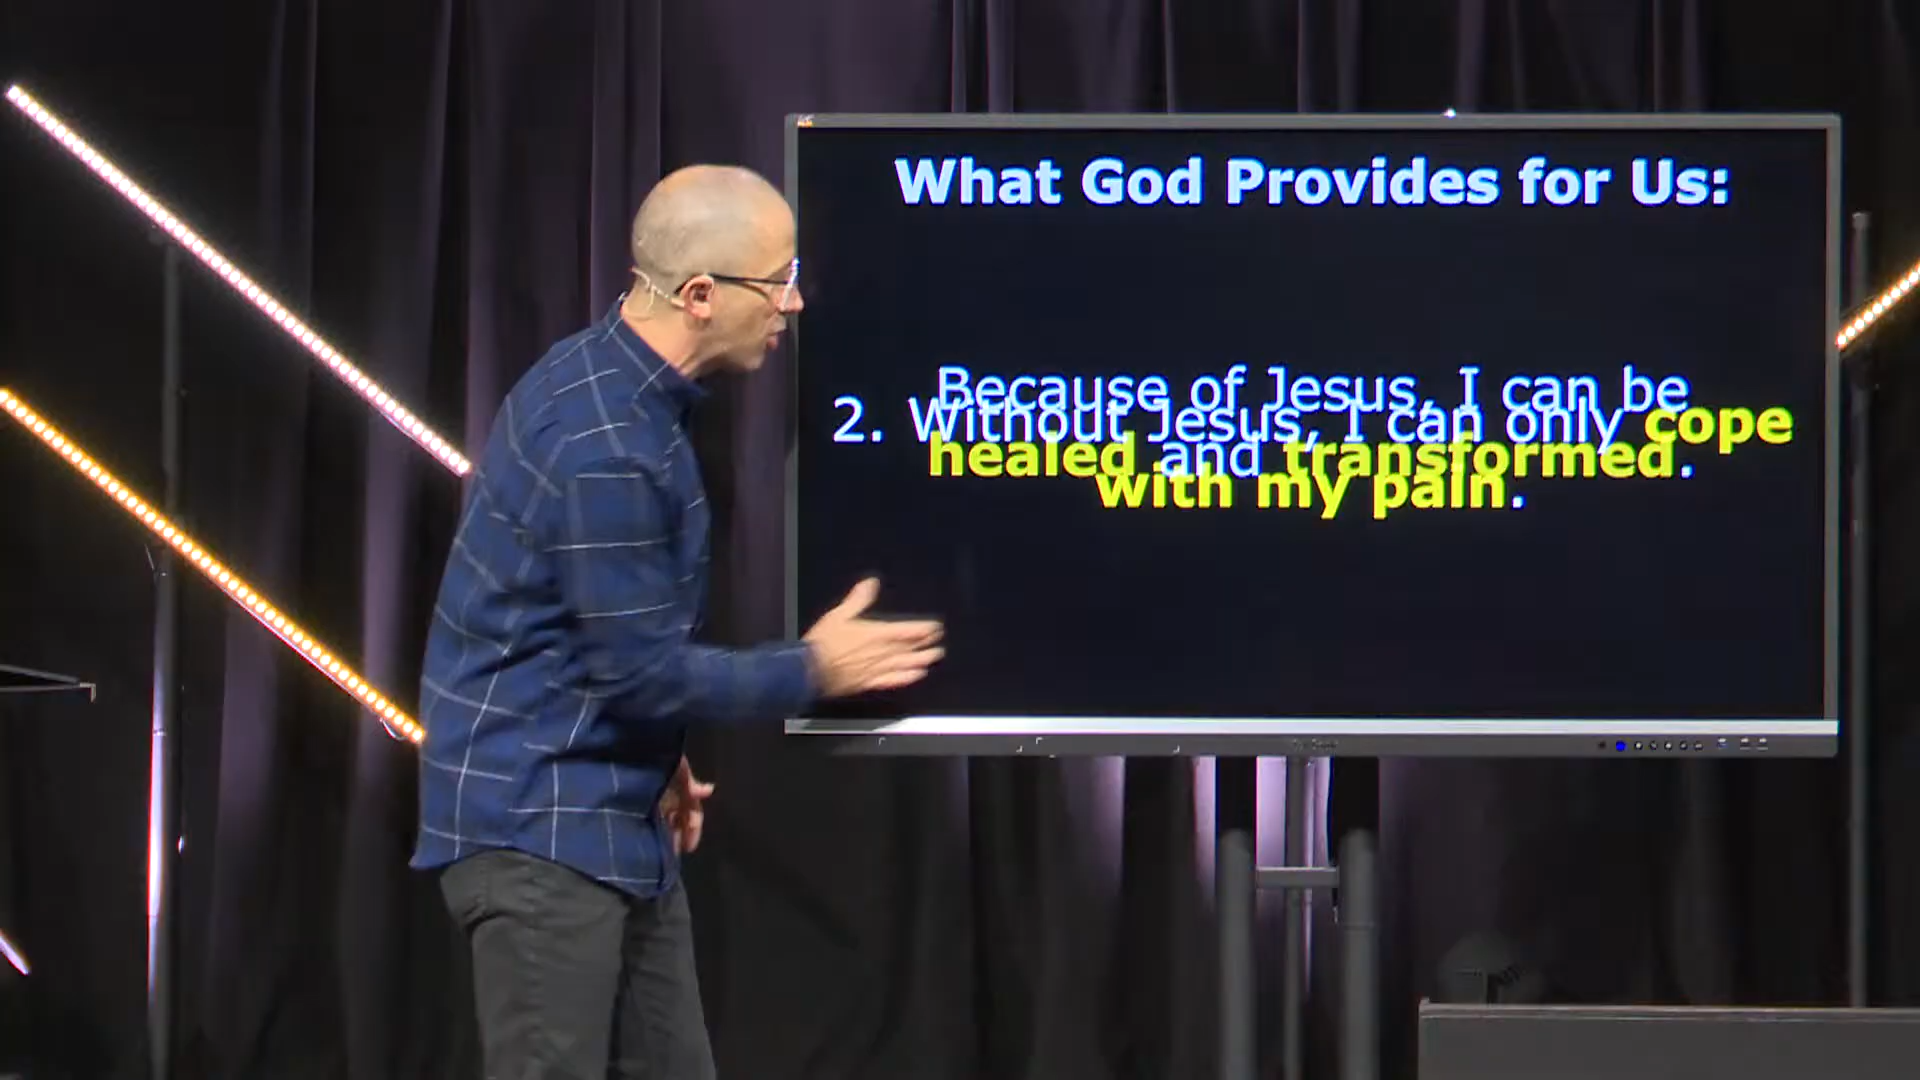 What God Provides for Us:
Because of Jesus, I can be
healed and transformed.
2. Without Jesus, I can only cope
with my pain.